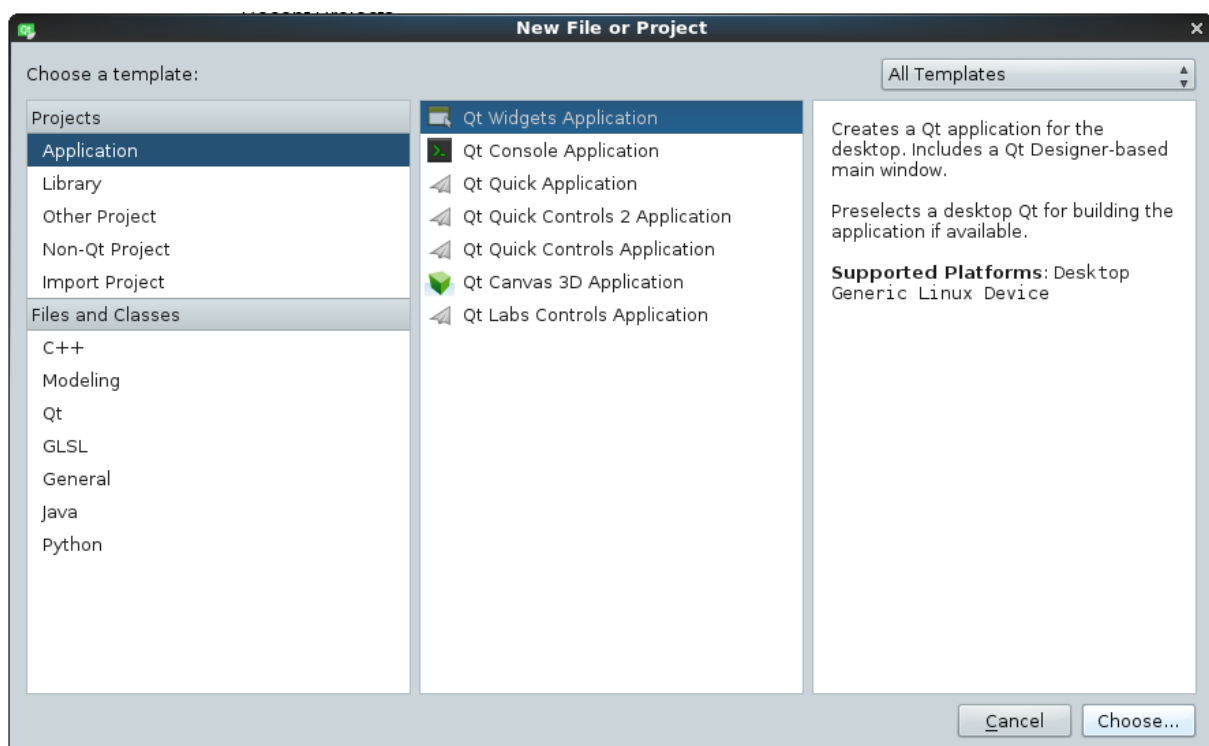 New File or Project
Choose a template:
All Templates
Projects
Application
Library
Other Project
Non-Qt Project
Import Project
Files and Classes
C++
Modeling
Qt
GLSL
General
Java
Python
Qt Widgets Application
Qt Console Application
Qt Quick Application
Qt Quick Controls 2 Application
Qt Quick Controls Application
Qt Canvas 3D Application
Qt Labs Controls Application
Creates a Qt application for the
desktop. Includes a Qt Designer-based
main window.
Preselects a desktop Qt for building the
application if available.
Supported Platforms: Desktop
Generic Linux Device
Cancel
Choose...